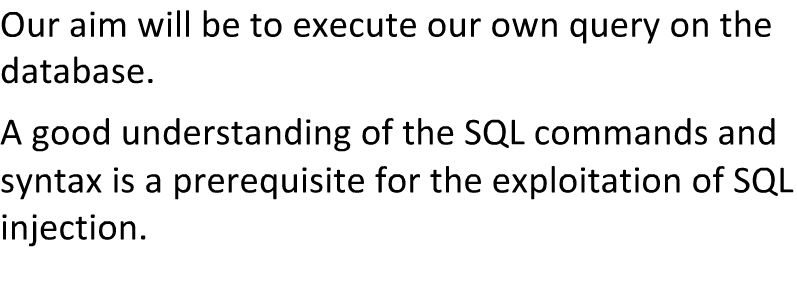 Our aim will be to execute our own query on the
database.
A good understanding of the SQL commands and
syntax is a prerequisite for the exploitation of SQL
injection.